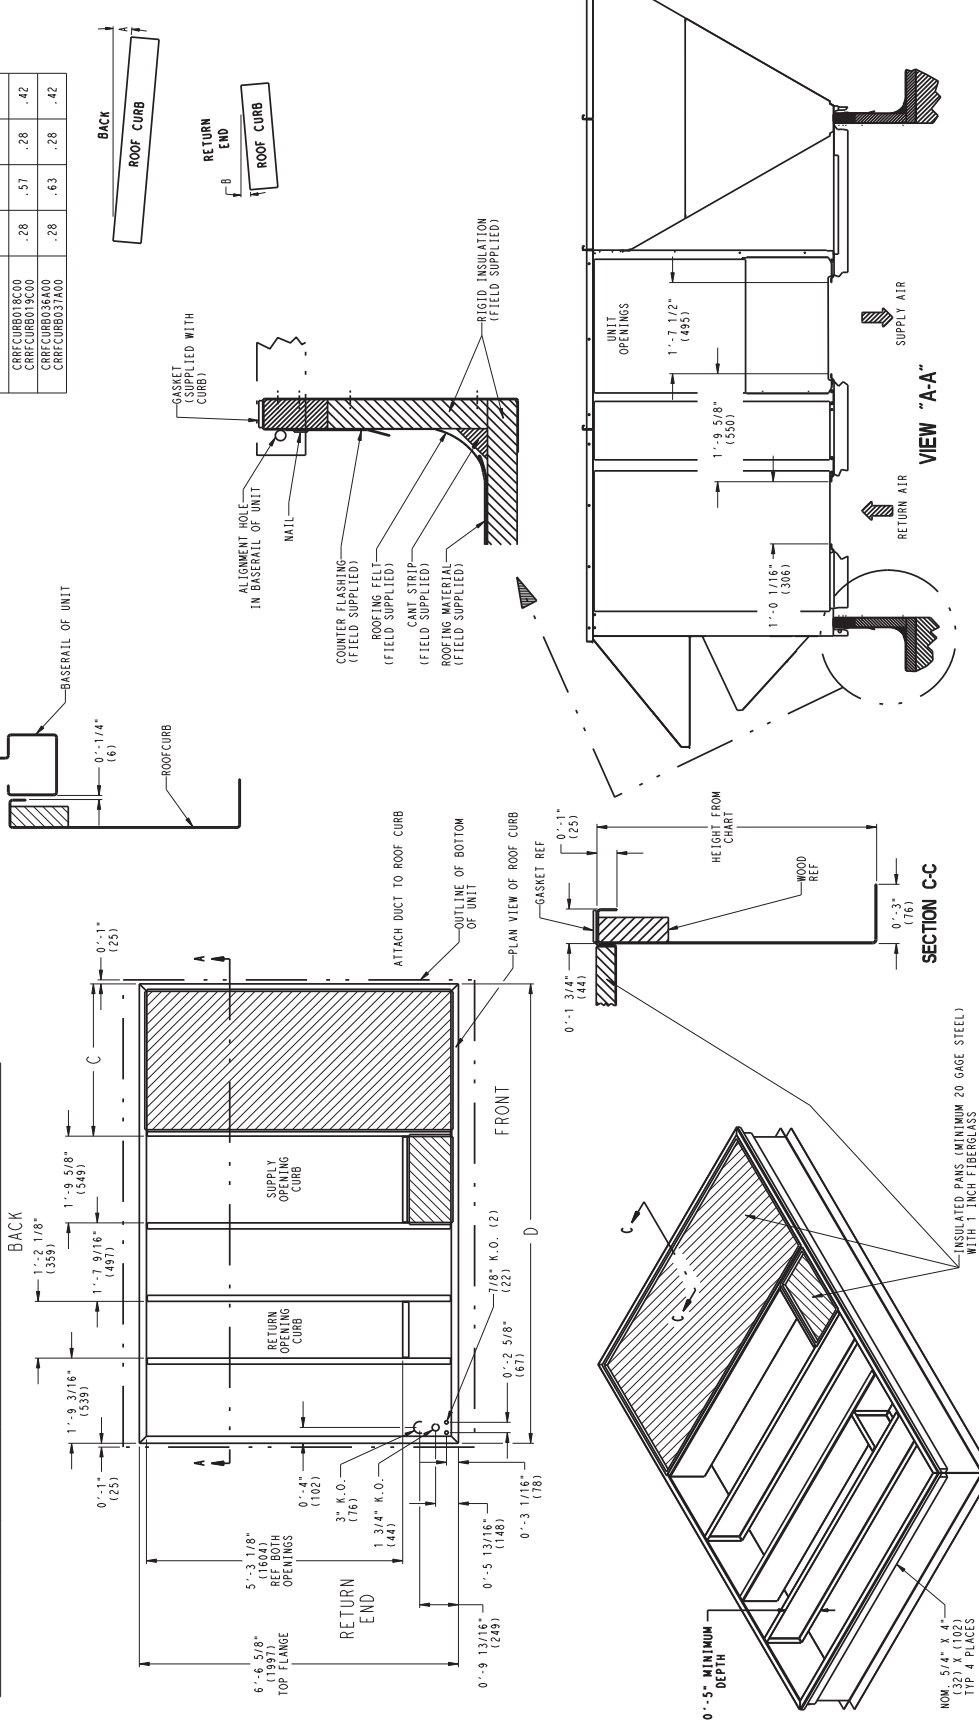 CRRFCURB018C00
CRRFCURB019C00
.28
.57
.28
.42
CRRFCURB036A00
CRRFCURB037A00
.28
.63
.28
.42
BACK
A
ROOF CURB
RETURN
END
B
ROOF CURB
BASERAIL OF UNIT
0'-1/4"
(6)
ROOFCURB
GASKET
(SUPPLIED WITH
CURB)
ALIGNMENT HOLE
IN BASERAIL OF UNIT
NAIL
COUNTER FLASHING
(FIELD SUPPLIED)
ROOFING FELT
(FIELD SUPPLIED)
CANT STRIP
(FIELD SUPPLIED)
ROOFING MATERIAL
(FIELD SUPPLIED)
RIGID INSULATION
(FIELD SUPPLIED)
BACK
0'-1"
(25)
1'-9 3/16"
(539)
1'-2 1/8"
(359)
1'-7 9/16"
(497)
1'-9 5/8"
(549)
C
0'-1"
(25)
A
A
RETURN
OPENING
CURB
SUPPLY
OPENING
CURB
ATTACH DUCT TO ROOF CURB
OUTLINE OF BOTTOM
OF UNIT
PLAN VIEW OF ROOF CURB
FRONT
D
7/8" K.O. (2)
(22)
0'-2 5/8"
(67)
0'-4"
(102)
3" K.O.
(76)
1 3/4" K.O.
(44)
0'-3 1/16"
(78)
0'-5 13/16"
(148)
0'-9 13/16"
(249)
5'-3 1/8"
(1604)
REF BOTH
OPENINGS
RETURN
END
6'-6 5/8"
(1997)
TOP FLANGE
UNIT
OPENINGS
1'-7 1/2"
(495)
1'-9 5/8"
(550)
1'-0 1/16"
(306)
RETURN AIR
SUPPLY AIR
VIEW "A-A"
GASKET REF
0'-1"
(25)
0'-1 3/4"
(44)
HEIGHT FROM
CHART
WOOD
REF
0'-3"
(76)
SECTION C-C
C
C
INSULATED PANS (MINIMUM 20 GAGE STEEL)
WITH 1 INCH FIBERGLASS
0'-5" MINIMUM
DEPTH
NOM. 5/4" X 4"
(32) X (102)
TYP 4 PLACES